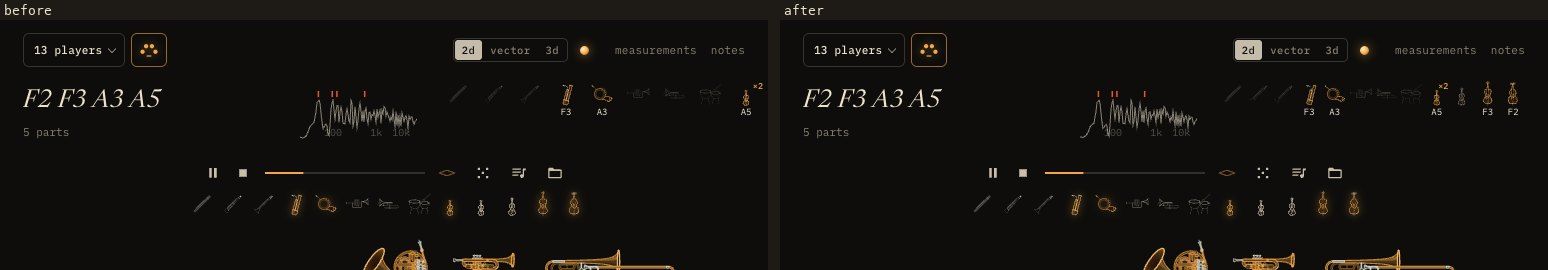 before
13 players
2d vector 3d
measurements notes
F2 F3 A3 A5
5 parts
100 1k 10k
×2
F3 A3 A5
after
13 players
2d vector 3d
measurements notes
F2 F3 A3 A5
5 parts
100 1k 10k
×2
F3 A3 A5 F3 F2